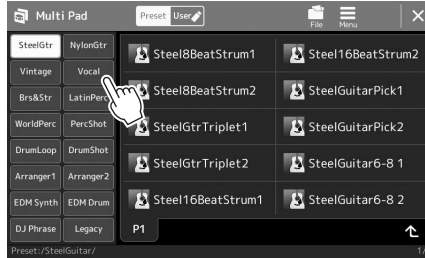 Multi Pad Preset User File Menu
SteelGtr NylonGtr
Vintage Vocal
Brs&Str LatinPerc
WorldPerc PercShot
DrumLoop DrumShot
Arranger1 Arranger2
EDM Synth EDM Drum
DJ Phrase Legacy
Steel8BeatStrum1 Steel16BeatStrum2
Steel8BeatStrum2 SteelGuitarPick1
SteelGtrTriplet1 SteelGuitarPick2
SteelGtrTriplet2 SteelGuitar6-8 1
Steel16BeatStrum1 SteelGuitar6-8 2
P1
Preset:/SteelGuitar/ 1/